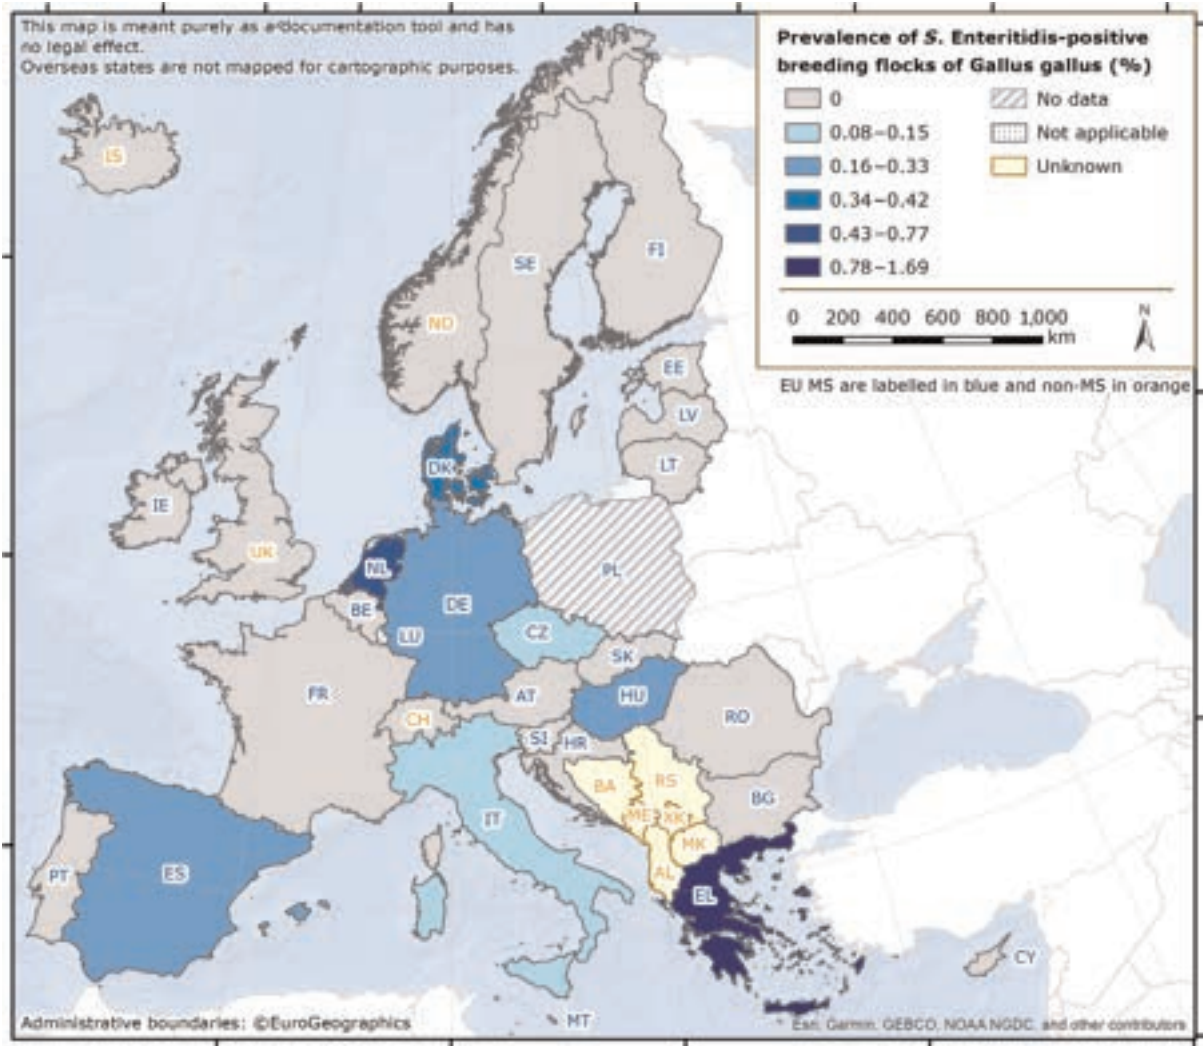 This map is meant purely as a documentation tool and has
no legal effect.
Overseas states are not mapped for cartographic purposes.
Prevalence of S. Enteritidis-positive
breeding flocks of Gallus gallus (%)
0
No data
0.08–0.15
Not applicable
0.16–0.33
Unknown
0.34–0.42
0.43–0.77
0.78–1.69
0 200 400 600 800 1,000
km
N
EU MS are labelled in blue and non-MS in orange
IS
SE
FI
NO
EE
LV
LT
DK
IE
UK
NL
PL
BE
DE
LU
CZ
SK
FR
AT
HU
CH
RO
SI
HR
BA
RS
BG
IT
ME
XK
MK
PT
ES
AL
EL
CY
MT
Administrative boundaries: ©EuroGeographics
Esri, Garmin, GEBCO, NOAA NGDC, and other contributors